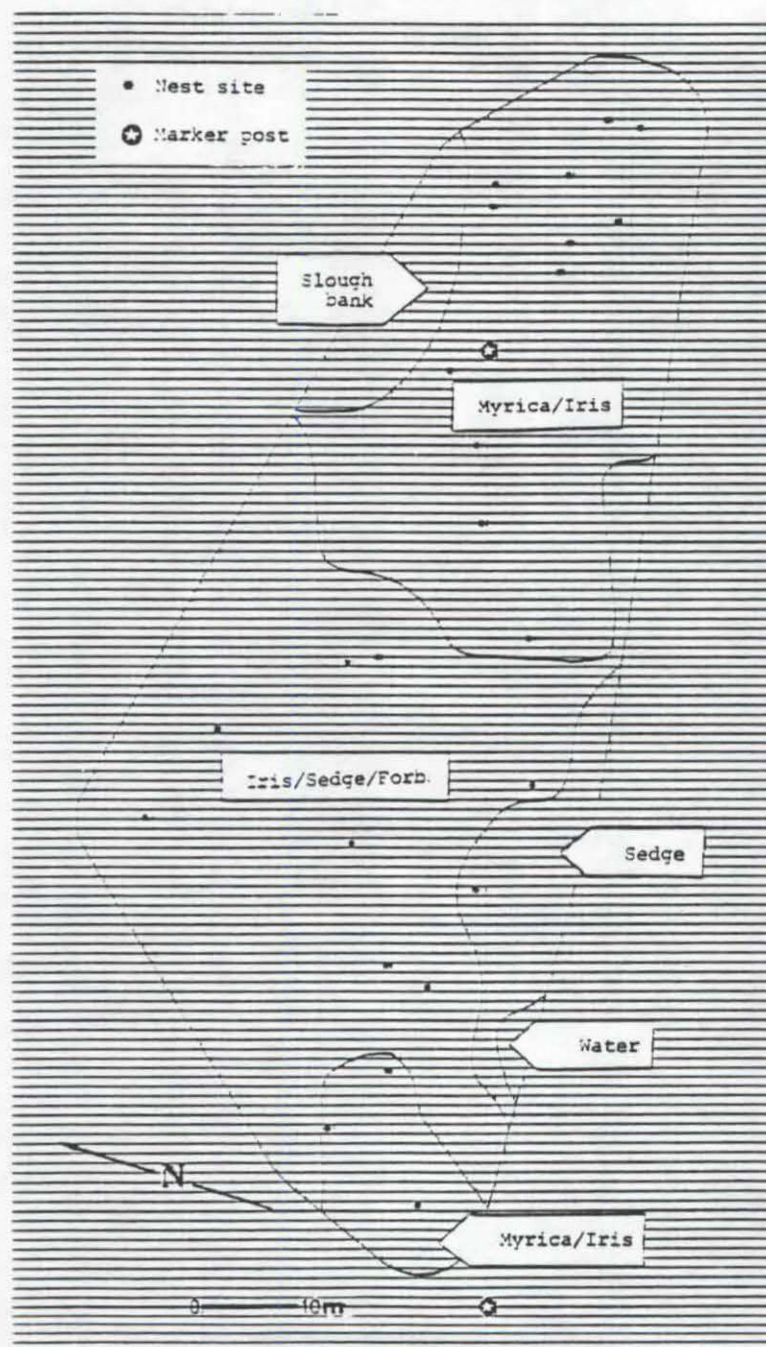 Nest site
Marker post
Slough
bank
Myrica/Iris
Iris/Sedge/Forb.
Sedge
Water
N
Myrica/Iris
0 10m